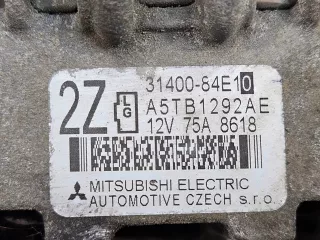 2Z
L
G
31400-84E10
A5TB1292AE
12V 75A 8618
MITSUBISHI ELECTRIC
AUTOMOTIVE CZECH s.r.o.